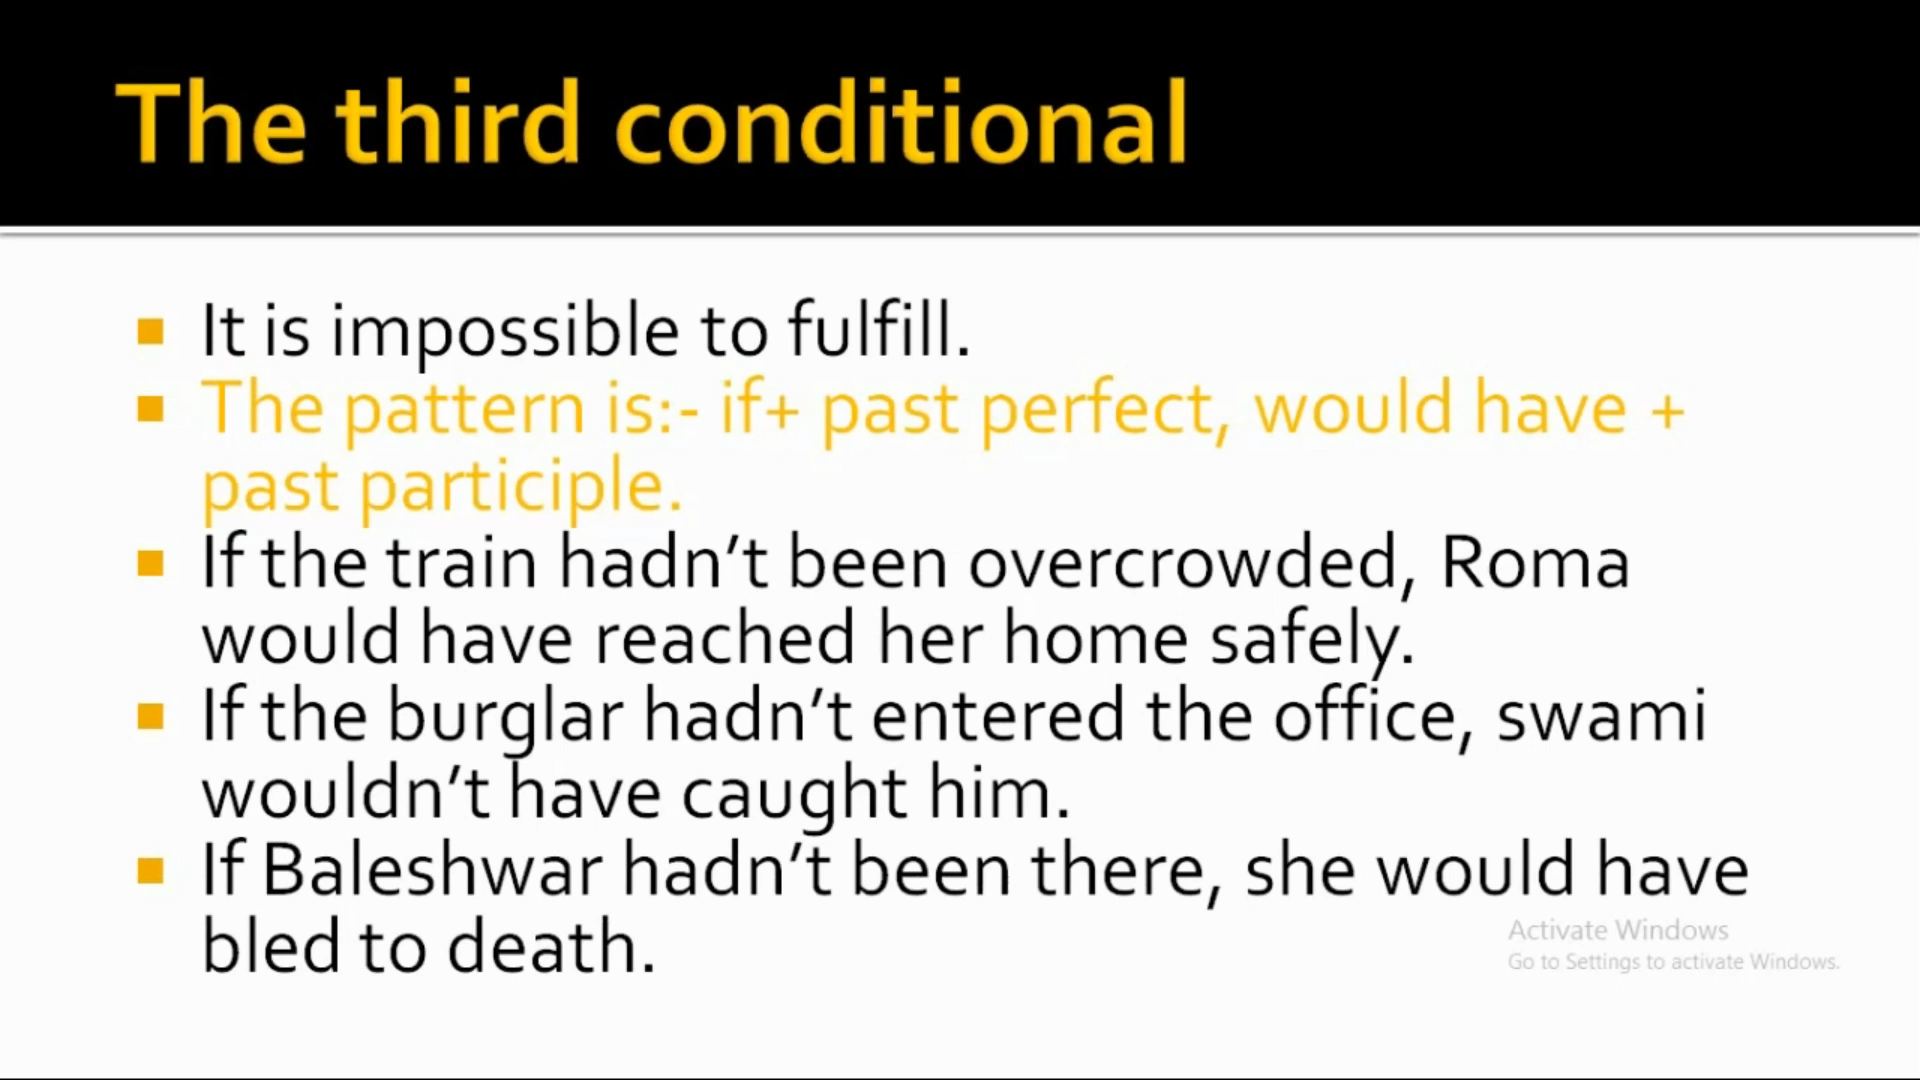 The third conditional
It is impossible to fulfill.
The pattern is:- if+ past perfect, would have +
past participle.
If the train hadn't been overcrowded, Roma
would have reached her home safely.
If the burglar hadn't entered the office, swami
wouldn't have caught him.
If Baleshwar hadn't been there, she would have
bled to death.
Activate Windows
Go to Settings to activate Windows.